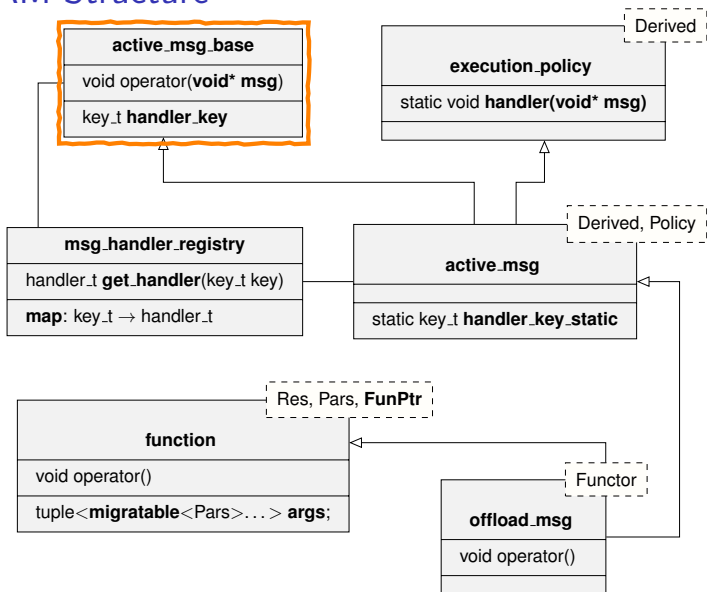 AM Structure
Derived
active_msg_base
void operator(void* msg)
key_t handler_key
execution_policy
static void handler(void* msg)
Derived, Policy
msg_handler_registry
handler_t get_handler(key_t key)
map: key_t → handler_t
active_msg
static key_t handler_key_static
Res, Pars, FunPtr
function
void operator()
tuple<migratable<Pars>...> args;
Functor
offload_msg
void operator()